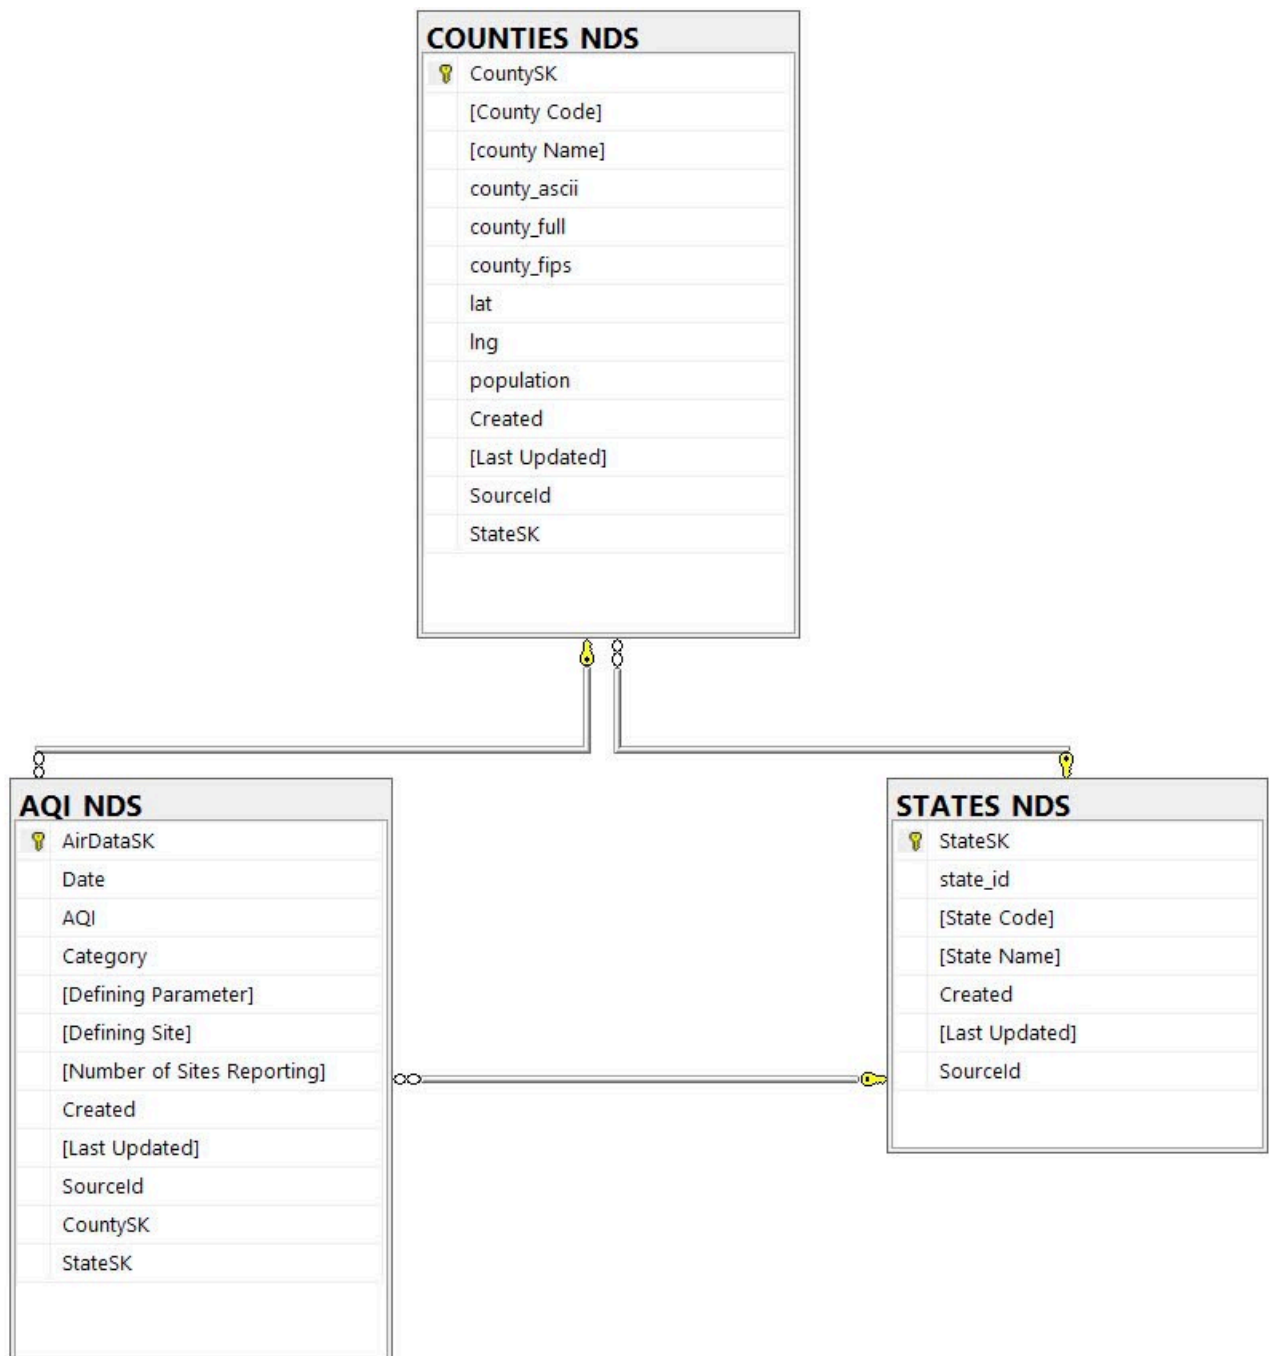 COUNTIES NDS
CountySK
[County Code]
[county Name]
county_ascii
county_full
county_fips
lat
lng
population
Created
[Last Updated]
SourceId
StateSK
AQI NDS
AirDataSK
Date
AQI
Category
[Defining Parameter]
[Defining Site]
[Number of Sites Reporting]
Created
[Last Updated]
SourceId
CountySK
StateSK
STATES NDS
StateSK
state_id
[State Code]
[State Name]
Created
[Last Updated]
SourceId